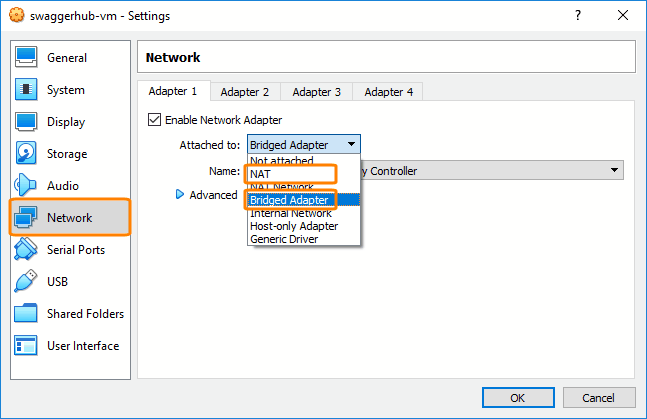 swaggerhub-vm - Settings
?
General
System
Display
Storage
Audio
Network
Serial Ports
USB
Shared Folders
User Interface
Network
Adapter 1
Adapter 2
Adapter 3
Adapter 4
Enable Network Adapter
Attached to:
Bridged Adapter
Not attached
NAT
NAT Network
Bridged Adapter
Internal Network
Host-only Adapter
Generic Driver
Name:
Controller
Advanced
OK
Cancel